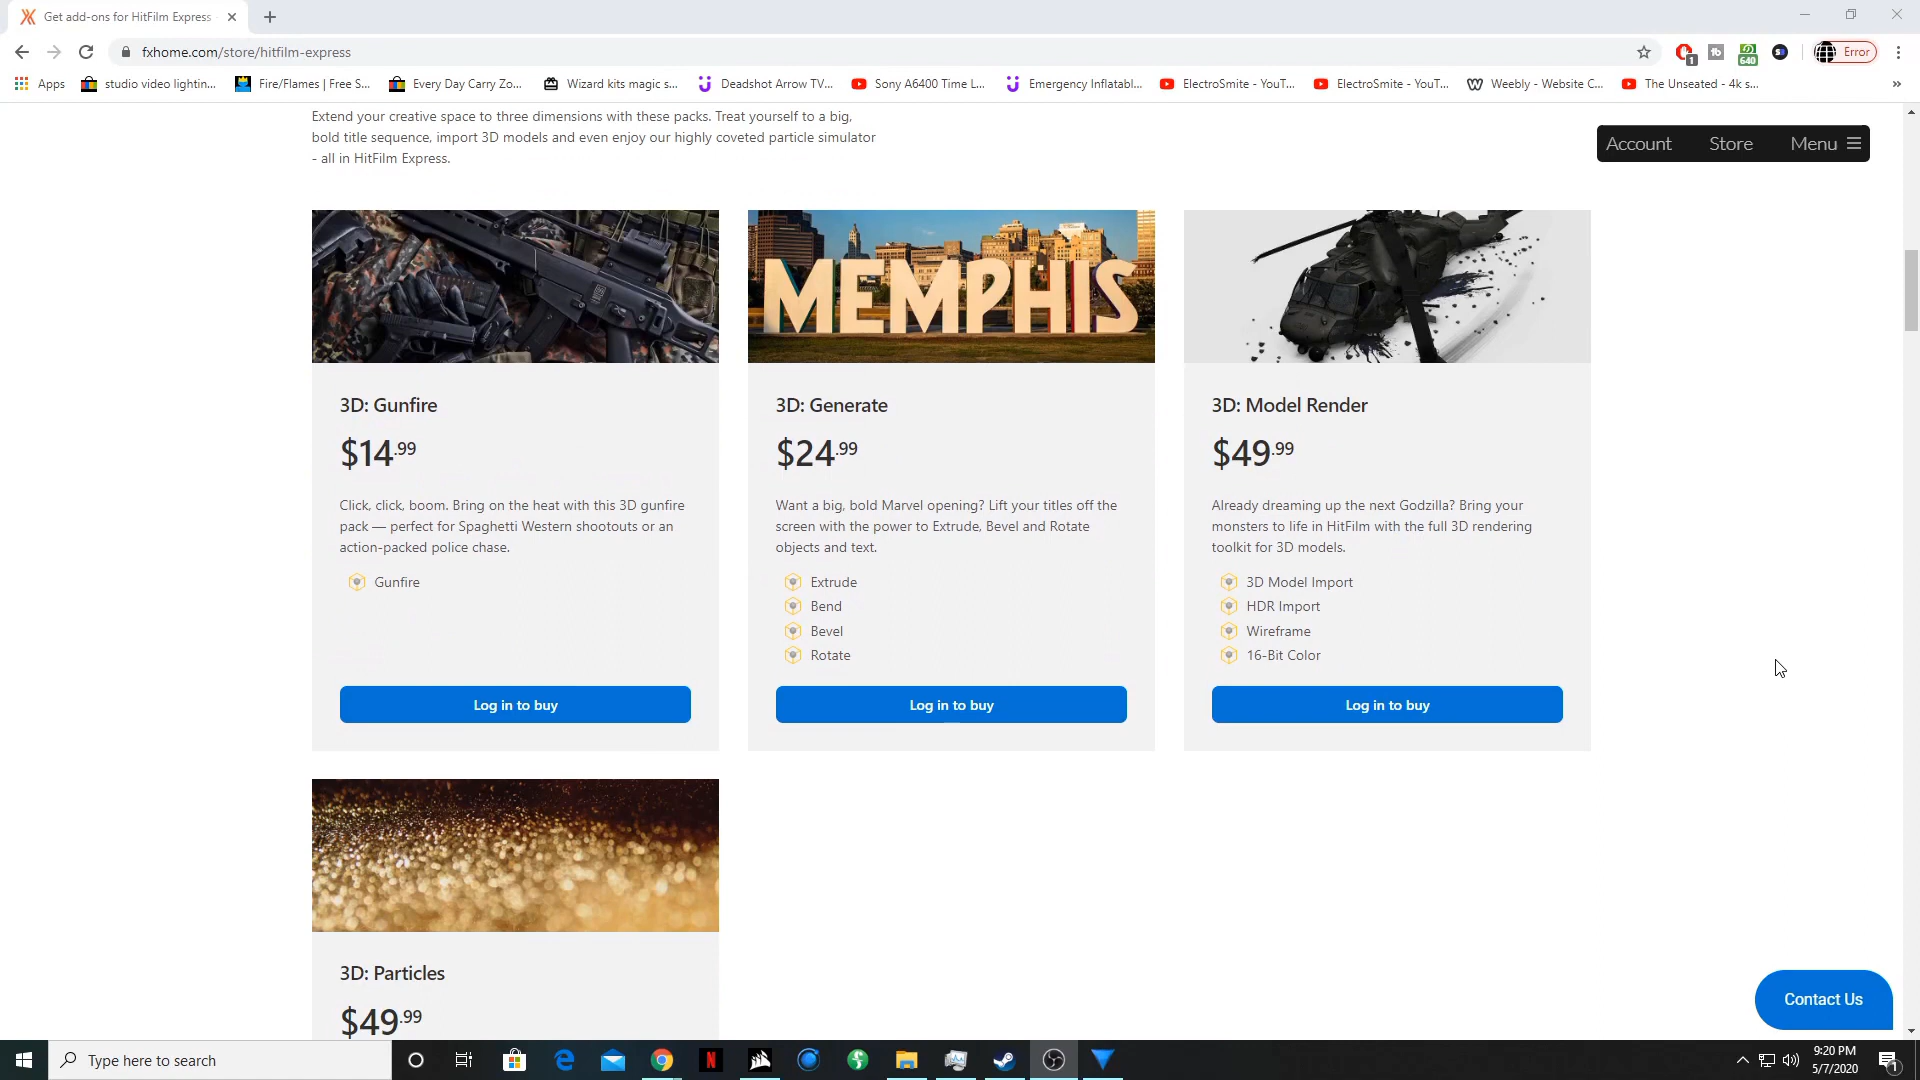 Get add-ons for HitFilm Express
fxhome.com/store/hitfilm-express
1
640
Error
Apps
studio video lightin...
Fire/Flames | Free S...
Every Day Carry Zo...
Wizard kits magic s...
Deadshot Arrow TV...
Sony A6400 Time L...
Emergency Inflatabl...
ElectroSmite - YouT...
ElectroSmite - YouT...
Weebly - Website C...
The Unseated - 4k s...
Extend your creative space to three dimensions with these packs. Treat yourself to a big,
bold title sequence, import 3D models and even enjoy our highly coveted particle simulator
- all in HitFilm Express.
Account
Store
Menu
MEMPHIS
3D: Gunfire
$14.99
Click, click, boom. Bring on the heat with this 3D gunfire
pack — perfect for Spaghetti Western shootouts or an
action-packed police chase.
Gunfire
Log in to buy
3D: Generate
$24.99
Want a big, bold Marvel opening? Lift your titles off the
screen with the power to Extrude, Bevel and Rotate
objects and text.
Extrude
Bend
Bevel
Rotate
Log in to buy
3D: Model Render
$49.99
Already dreaming up the next Godzilla? Bring your
monsters to life in HitFilm with the full 3D rendering
toolkit for 3D models.
3D Model Import
HDR Import
Wireframe
16-Bit Color
Log in to buy
3D: Particles
$49.99
Contact Us
Type here to search
9:20 PM
5/7/2020
1